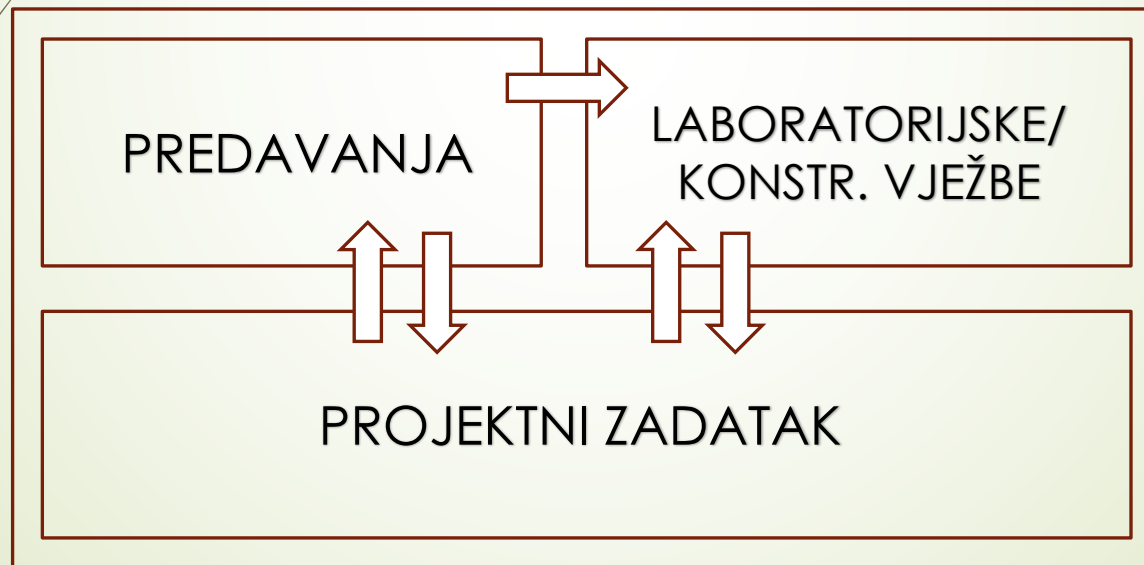 PREDAVANJA
LABORATORIJSKE/
KONSTR. VJEŽBE
PROJEKTNI ZADATAK